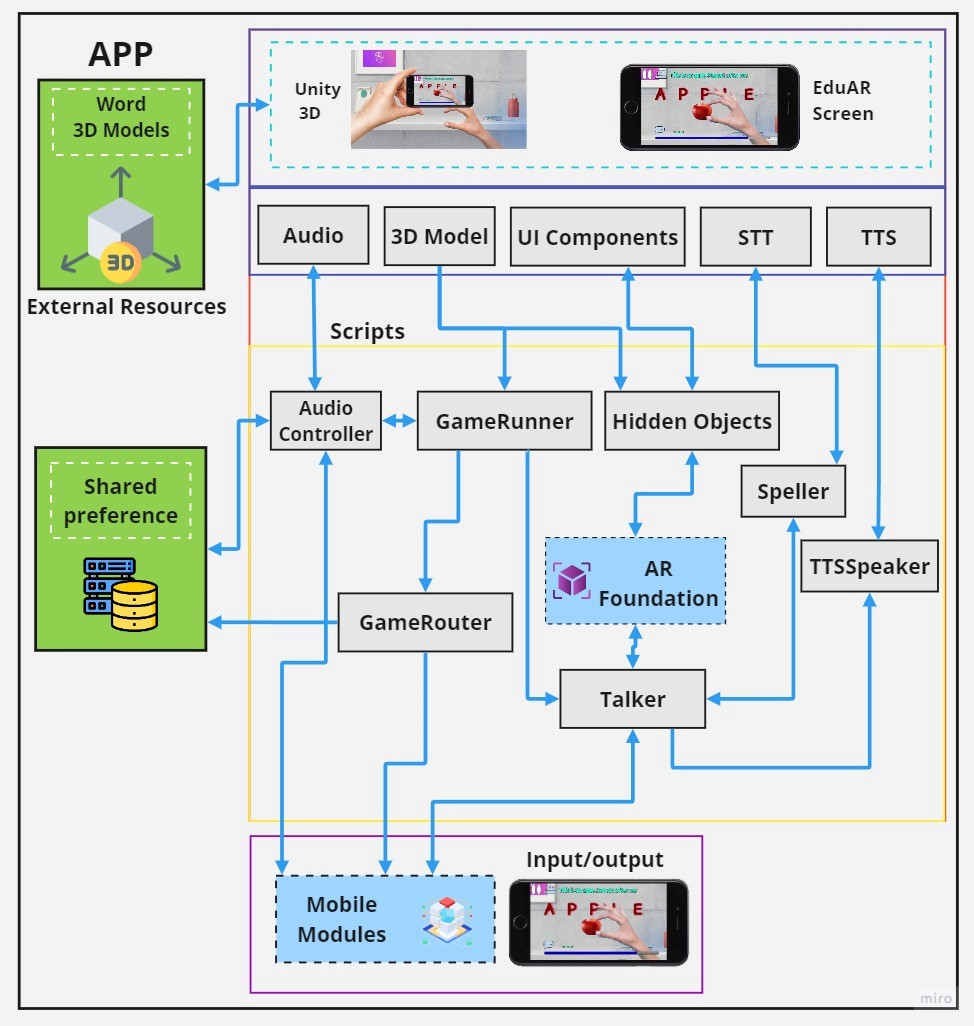 APP
Word
3D Models
3D
External Resources
Unity
3D
A P P L E
A P P L E
EduAR
Screen
Audio
3D Model
UI Components
STT
TTS
Scripts
Audio
Controller
GameRunner
Hidden Objects
Speller
TTSSpeaker
Shared
preference
AR
Foundation
GameRouter
Talker
Input/output
Mobile
Modules
A P P L E
miro